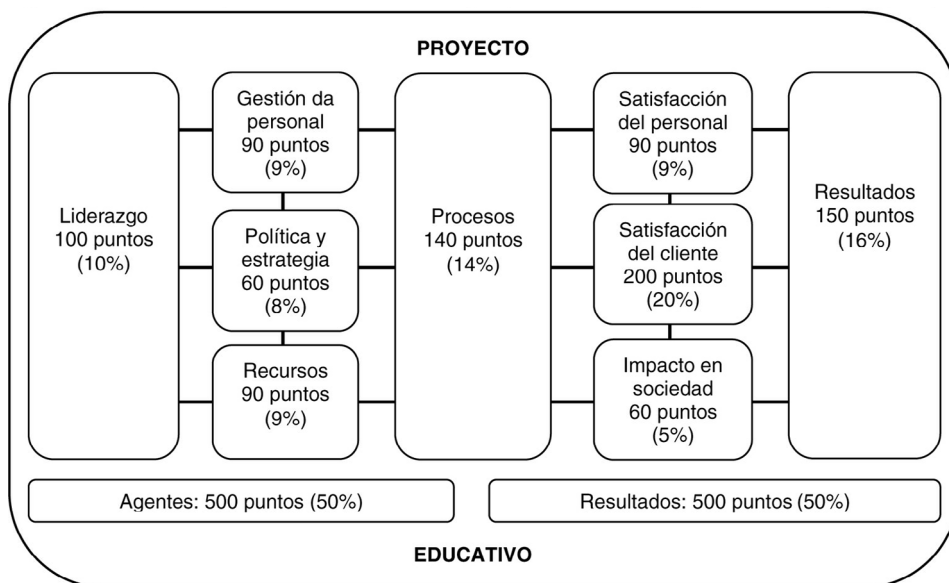 PROYECTO
Liderazgo
100 puntos
(10%)
Gestión da
personal
90 puntos
(9%)
Política y
estrategia
60 puntos
(8%)
Recursos
90 puntos
(9%)
Procesos
140 puntos
(14%)
Satisfacción
del personal
90 puntos
(9%)
Satisfacción
del cliente
200 puntos
(20%)
Impacto en
sociedad
60 puntos
(5%)
Resultados
150 puntos
(16%)
Agentes: 500 puntos (50%)
Resultados: 500 puntos (50%)
EDUCATIVO